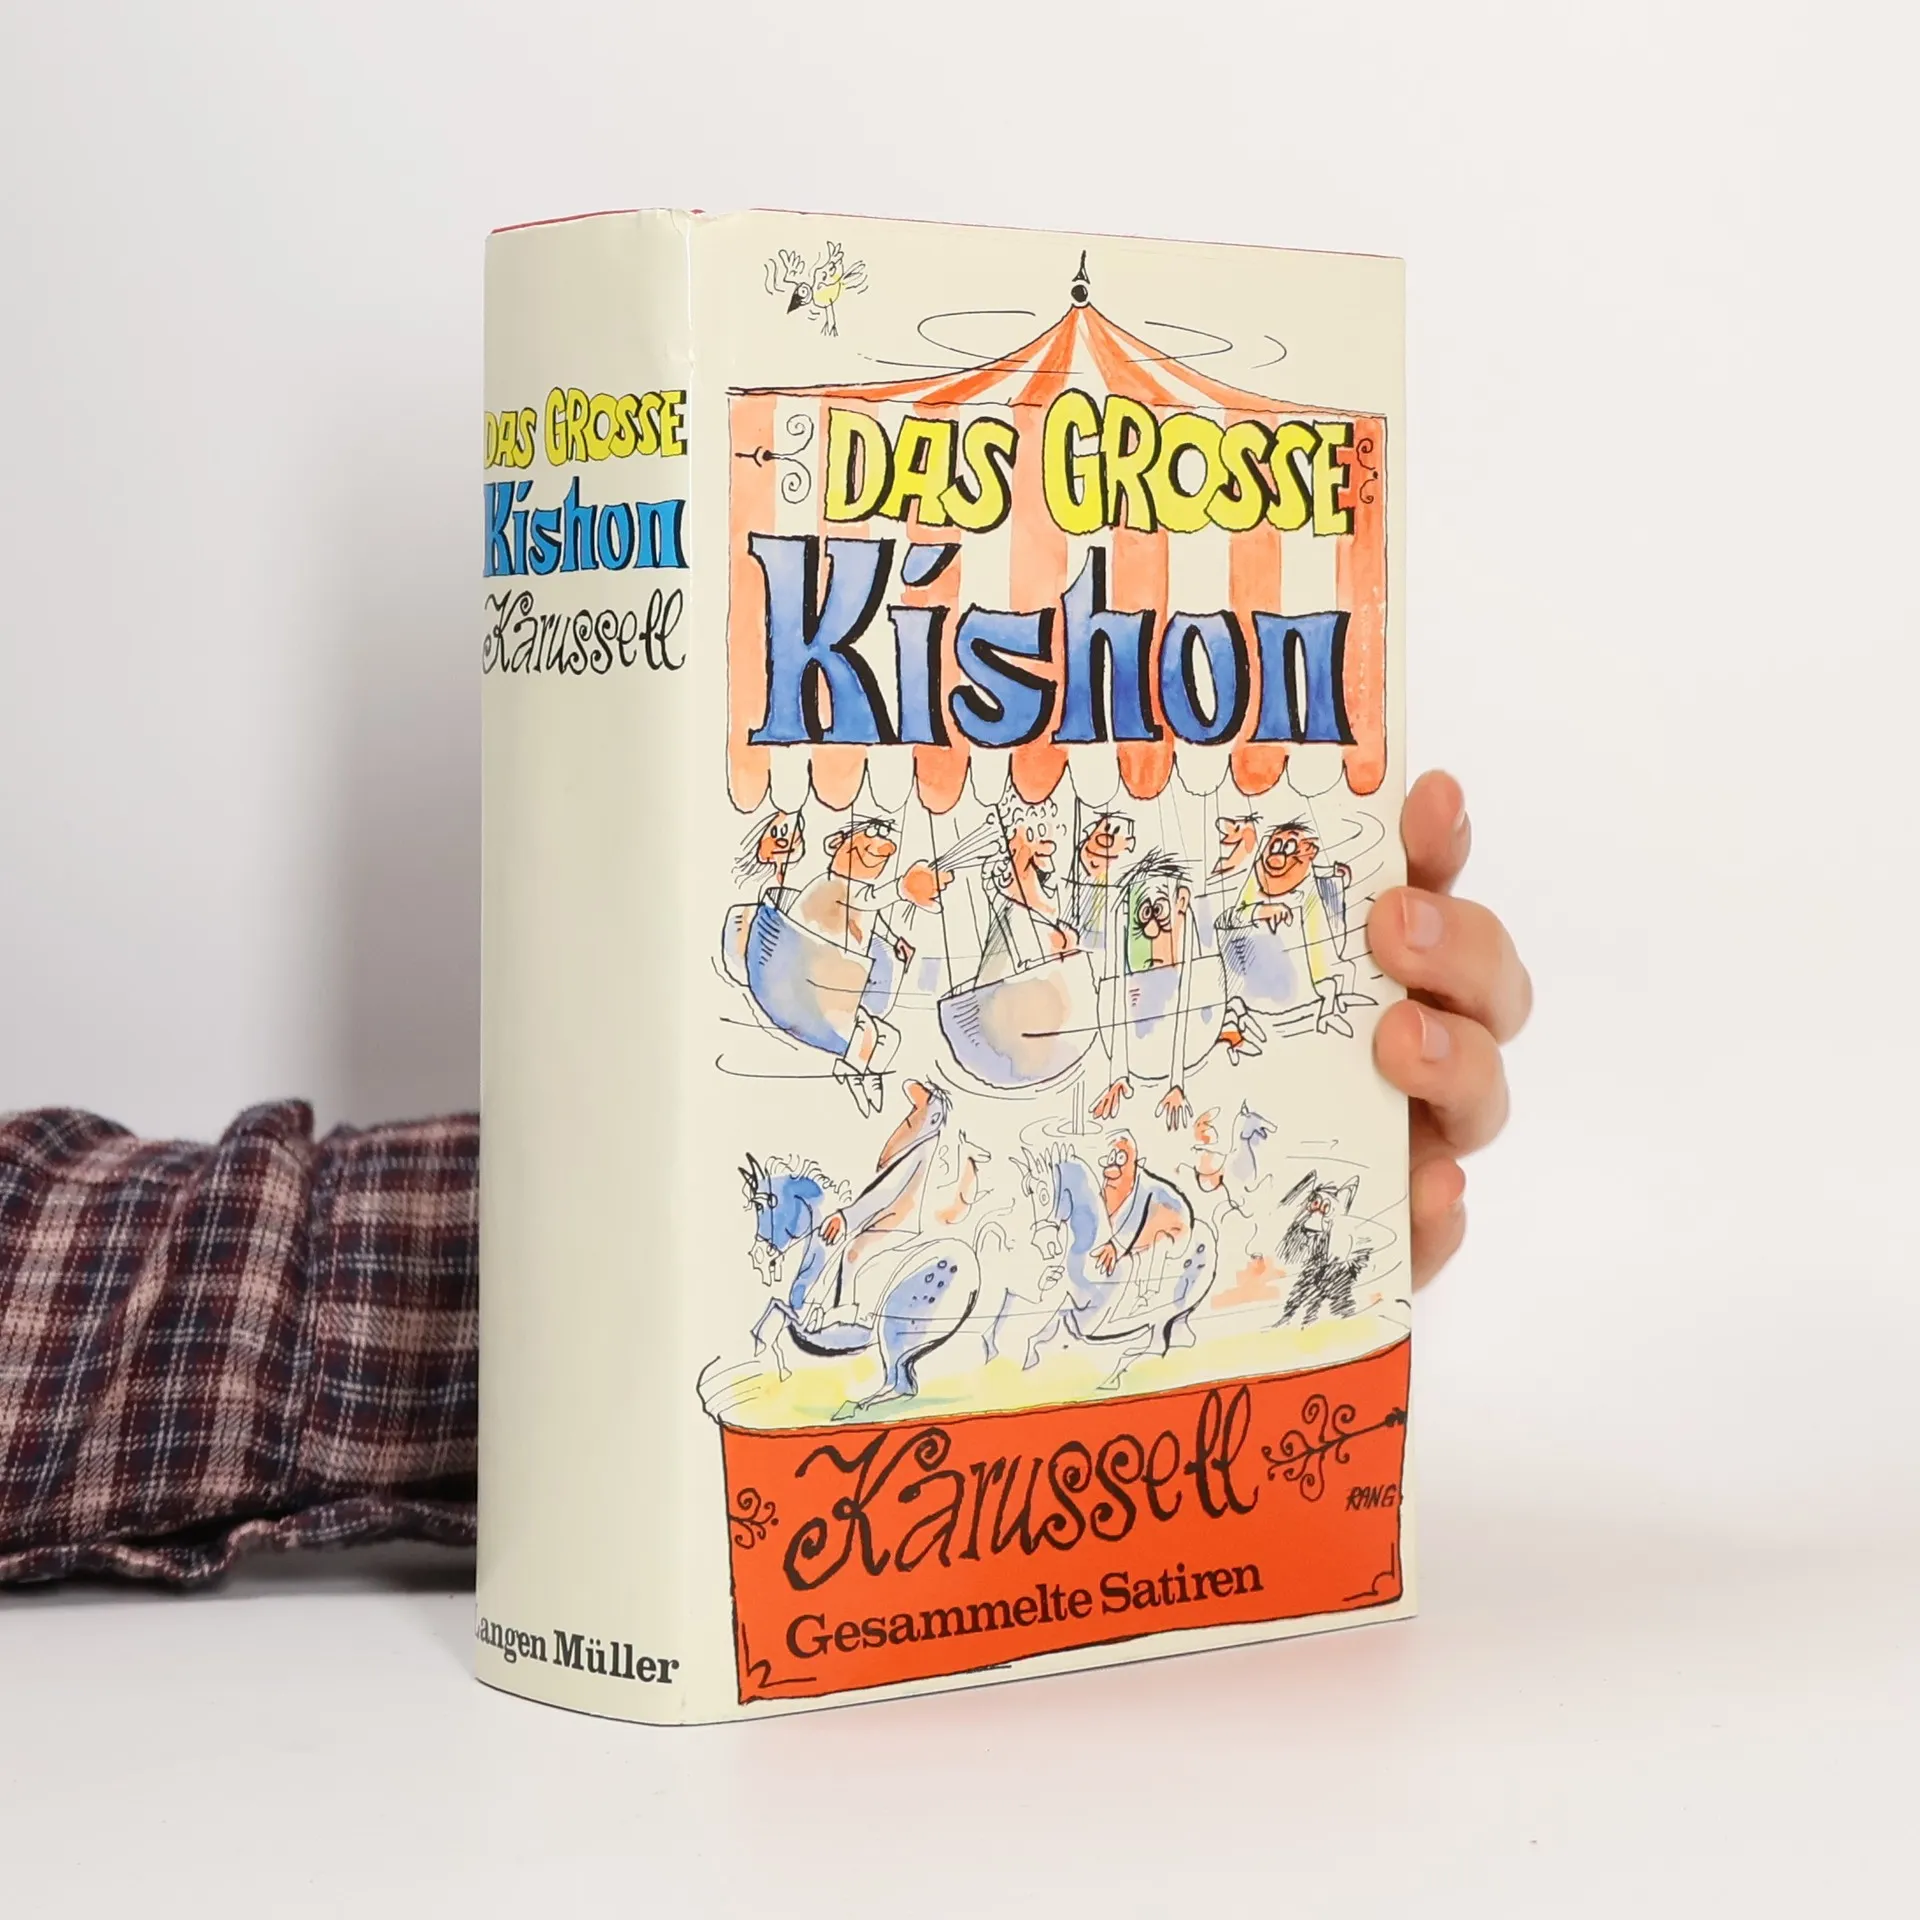 DAS GROSSE
Kishon
Karussell
Langen Müller
DAS GROSSE
Kishon
Karussell
RANG
Gesammelte Satiren